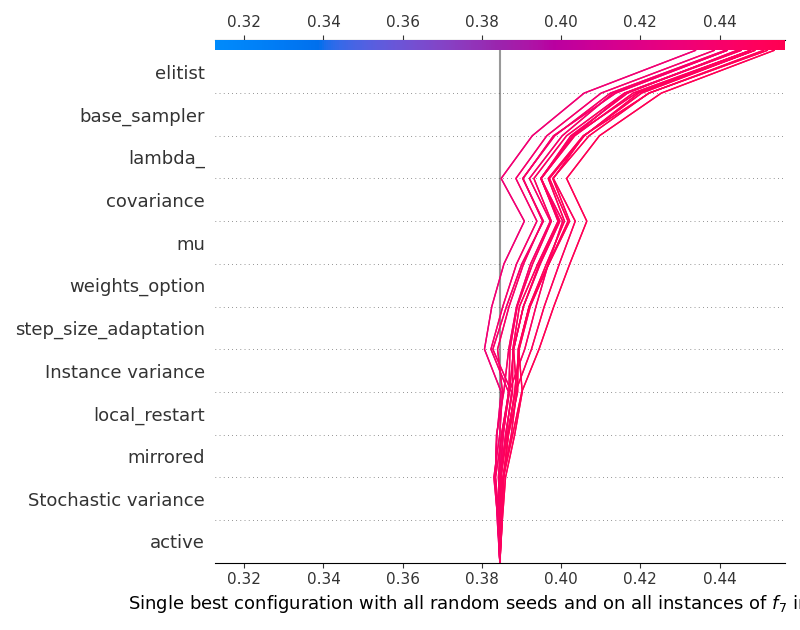 0.32 0.34 0.36 0.38 0.40 0.42 0.44
elitist
base_sampler
lambda_
covariance
mu
weights_option
step_size_adaptation
Instance variance
local_restart
mirrored
Stochastic variance
active
0.32 0.34 0.36 0.38 0.40 0.42 0.44
Single best configuration with all random seeds and on all instances of f7